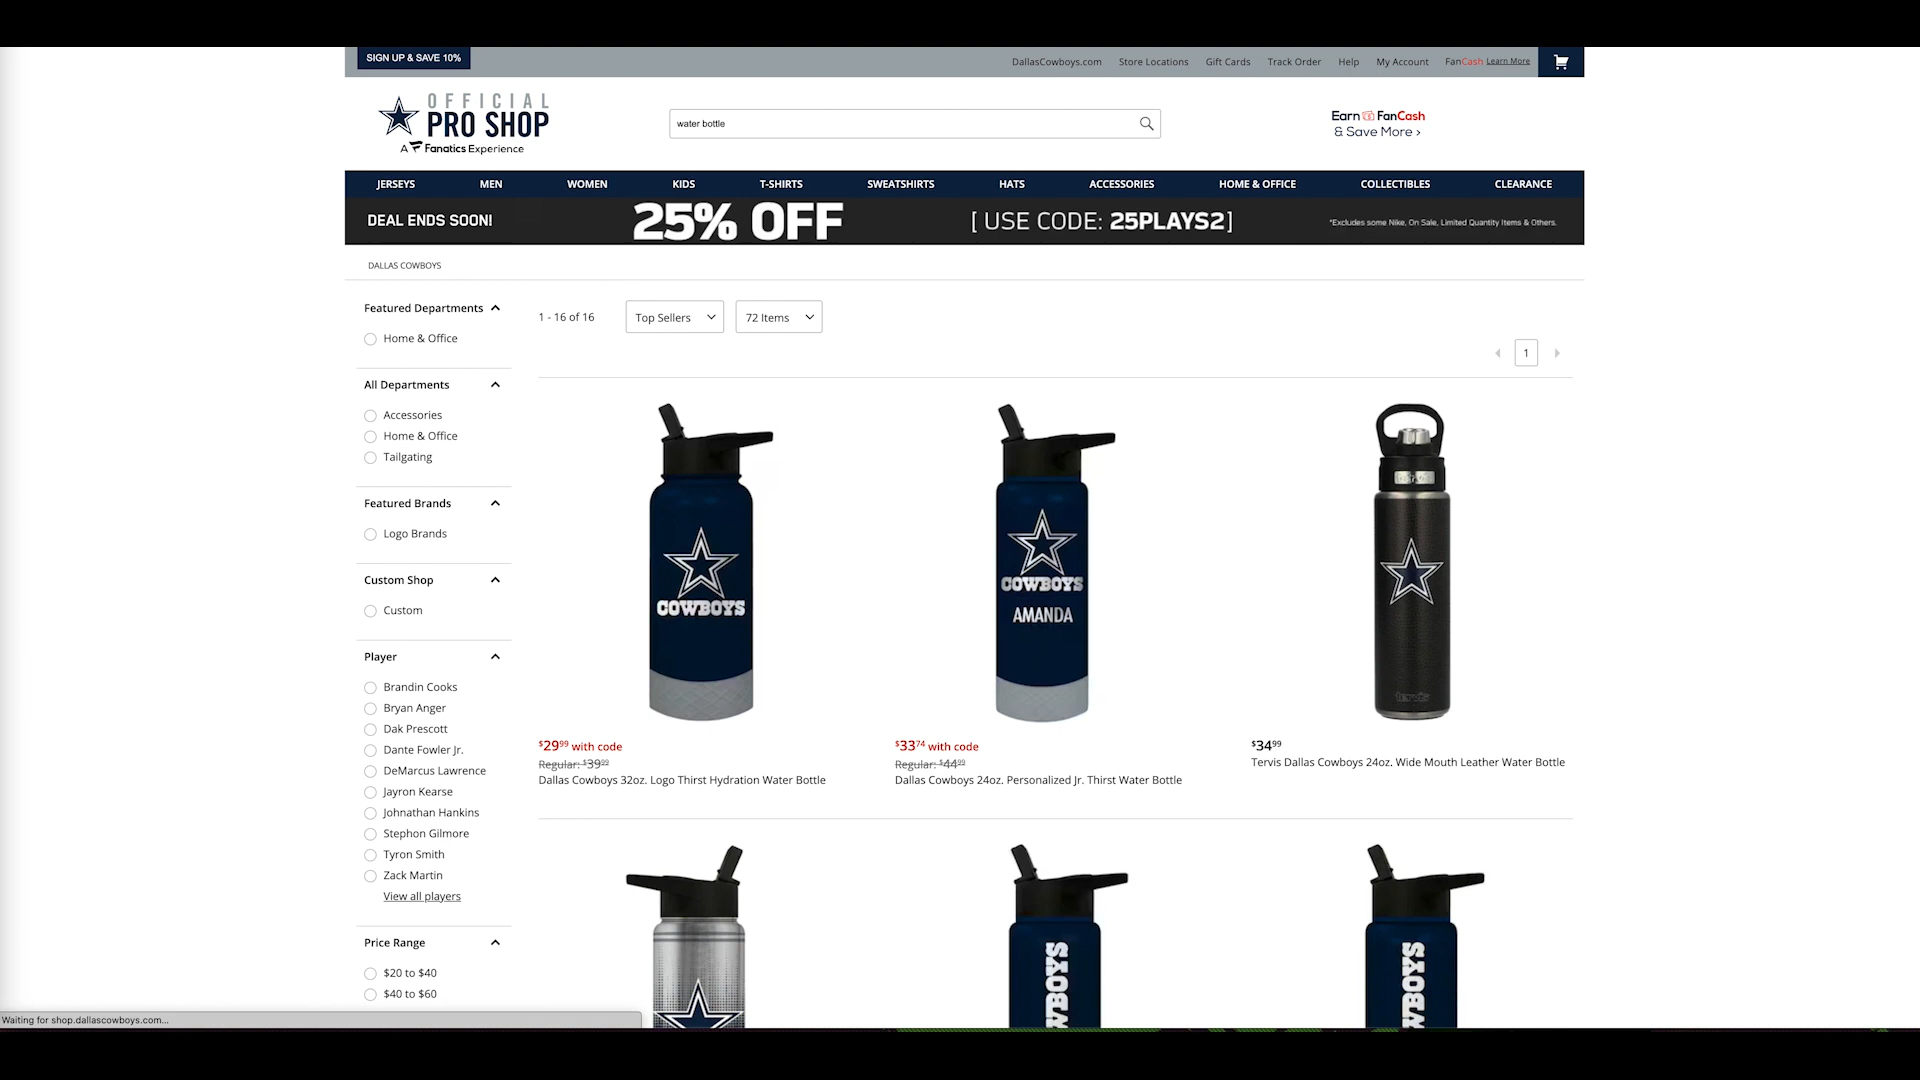 SIGN UP & SAVE 10%
DallasCowboys.com
Store Locations
Gift Cards
Track Order
Help
My Account
FanCash Learn More
OFFICIAL
PRO SHOP
A Fanatics Experience
water bottle
Earn FanCash
& Save More >
JERSEYS
MEN
WOMEN
KIDS
T-SHIRTS
SWEATSHIRTS
HATS
ACCESSORIES
HOME & OFFICE
COLLECTIBLES
CLEARANCE
DEAL ENDS SOON!
25% OFF
[ USE CODE: 25PLAYS2]
*Excludes some Nike, On Sale, Limited Quantity Items & Others.
DALLAS COWBOYS
Featured Departments
Home & Office
All Departments
Accessories
Home & Office
Tailgating
Featured Brands
Logo Brands
Custom Shop
Custom
Player
Brandin Cooks
Bryan Anger
Dak Prescott
Dante Fowler Jr.
DeMarcus Lawrence
Jayron Kearse
Johnathan Hankins
Stephon Gilmore
Tyron Smith
Zack Martin
View all players
Price Range
$20 to $40
$40 to $60
1 - 16 of 16
Top Sellers
72 Items
1
COWBOYS
COWBOYS
AMANDA
tervis
$29.99 with code
Regular: $39.99
Dallas Cowboys 32oz. Logo Thirst Hydration Water Bottle
$33.74 with code
Regular: $44.99
Dallas Cowboys 24oz. Personalized Jr. Thirst Water Bottle
$34.99
Tervis Dallas Cowboys 24oz. Wide Mouth Leather Water Bottle
WBOYS
WBOYS
Waiting for shop.dallascowboys.com...